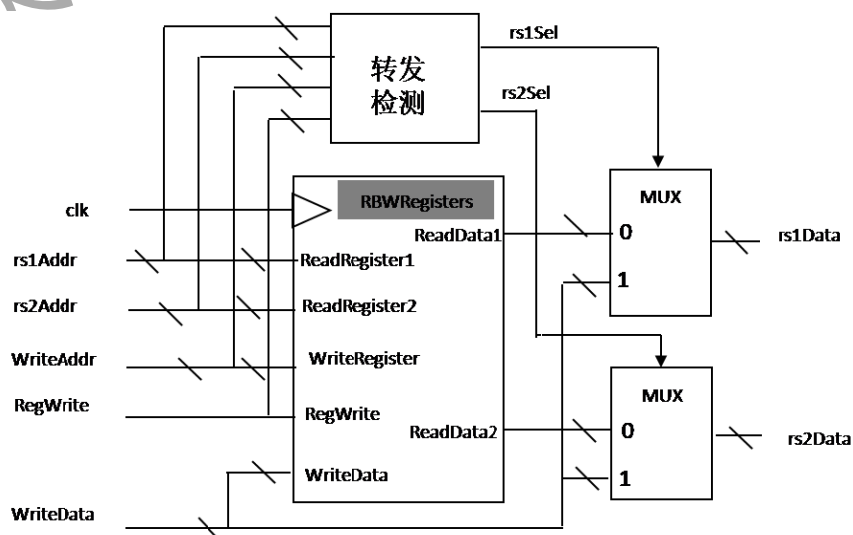 rs1Sel
转发
检测
rs2Sel
RBWRegisters
MUX
clk
ReadData1
0
rs1Data
rs1Addr
ReadRegister1
1
rs2Addr
ReadRegister2
WriteAddr
WriteRegister
MUX
RegWrite
RegWrite
ReadData2
0
rs2Data
WriteData
1
WriteData